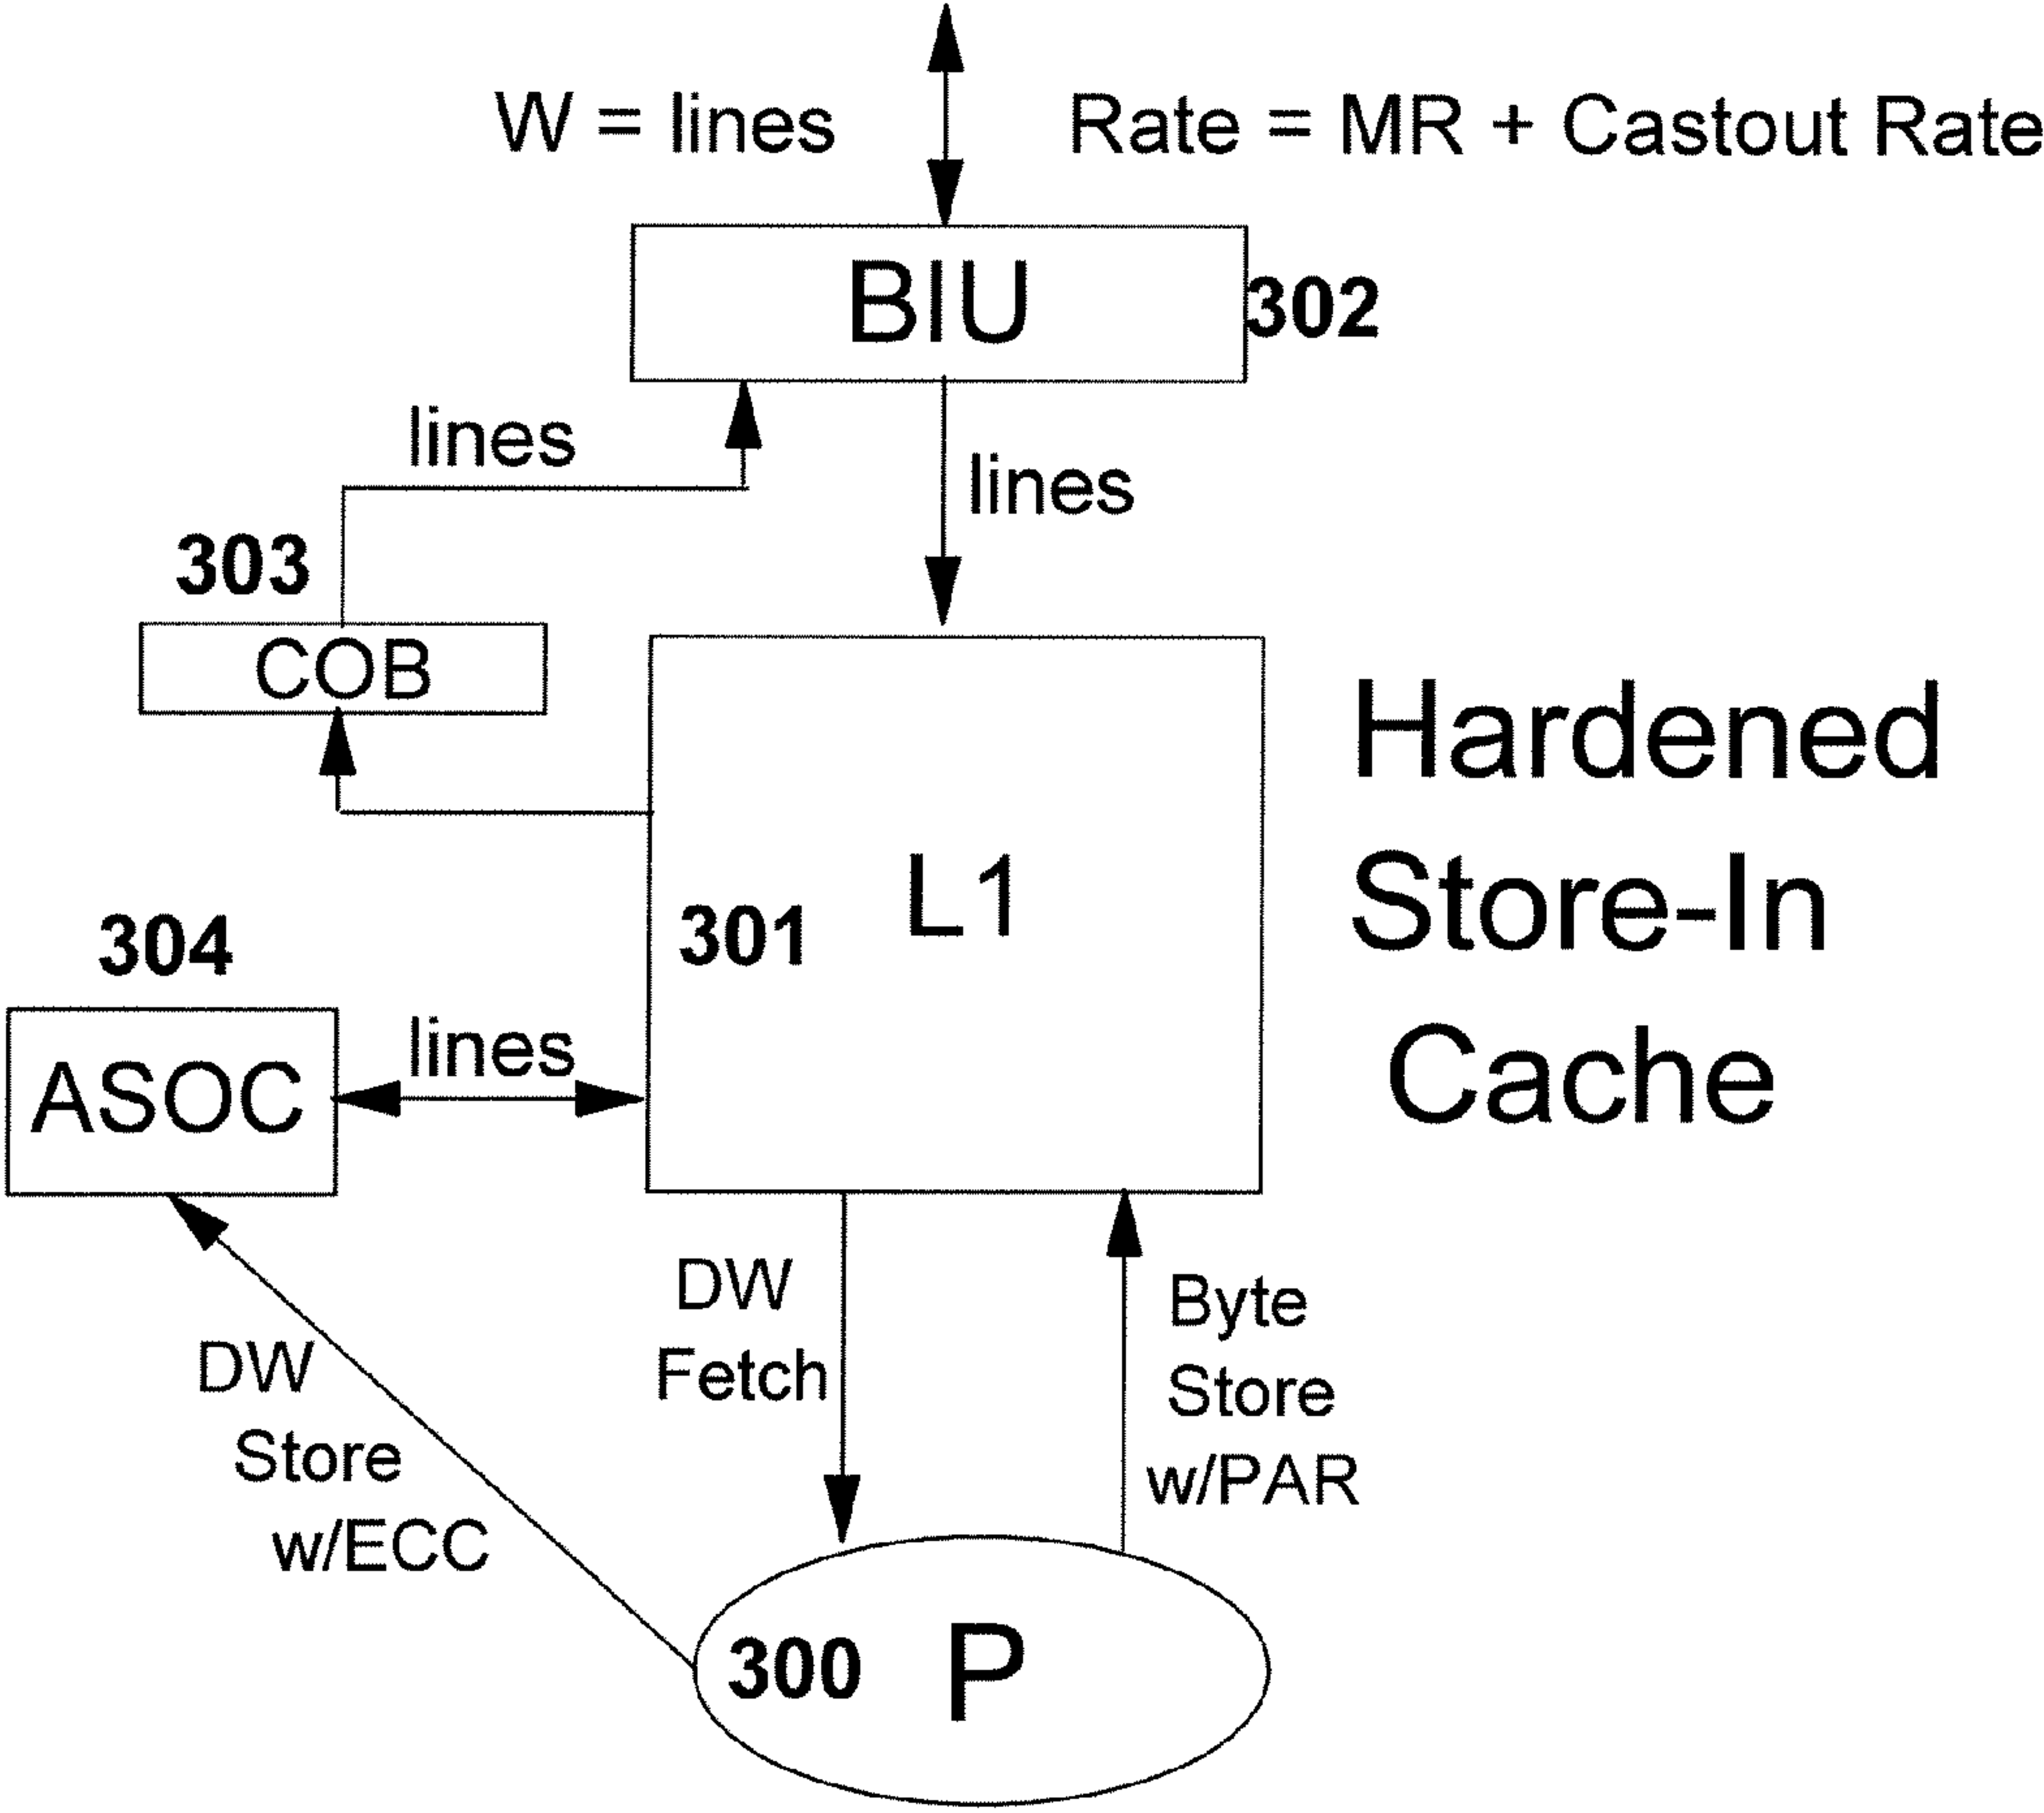 W = lines
Rate = MR + Castout Rate
BIU
302
lines
lines
303
COB
Hardened
Store-In
Cache
L1
301
304
ASOC
lines
DW
Fetch
Byte
Store
w/PAR
DW
Store
w/ECC
300
P